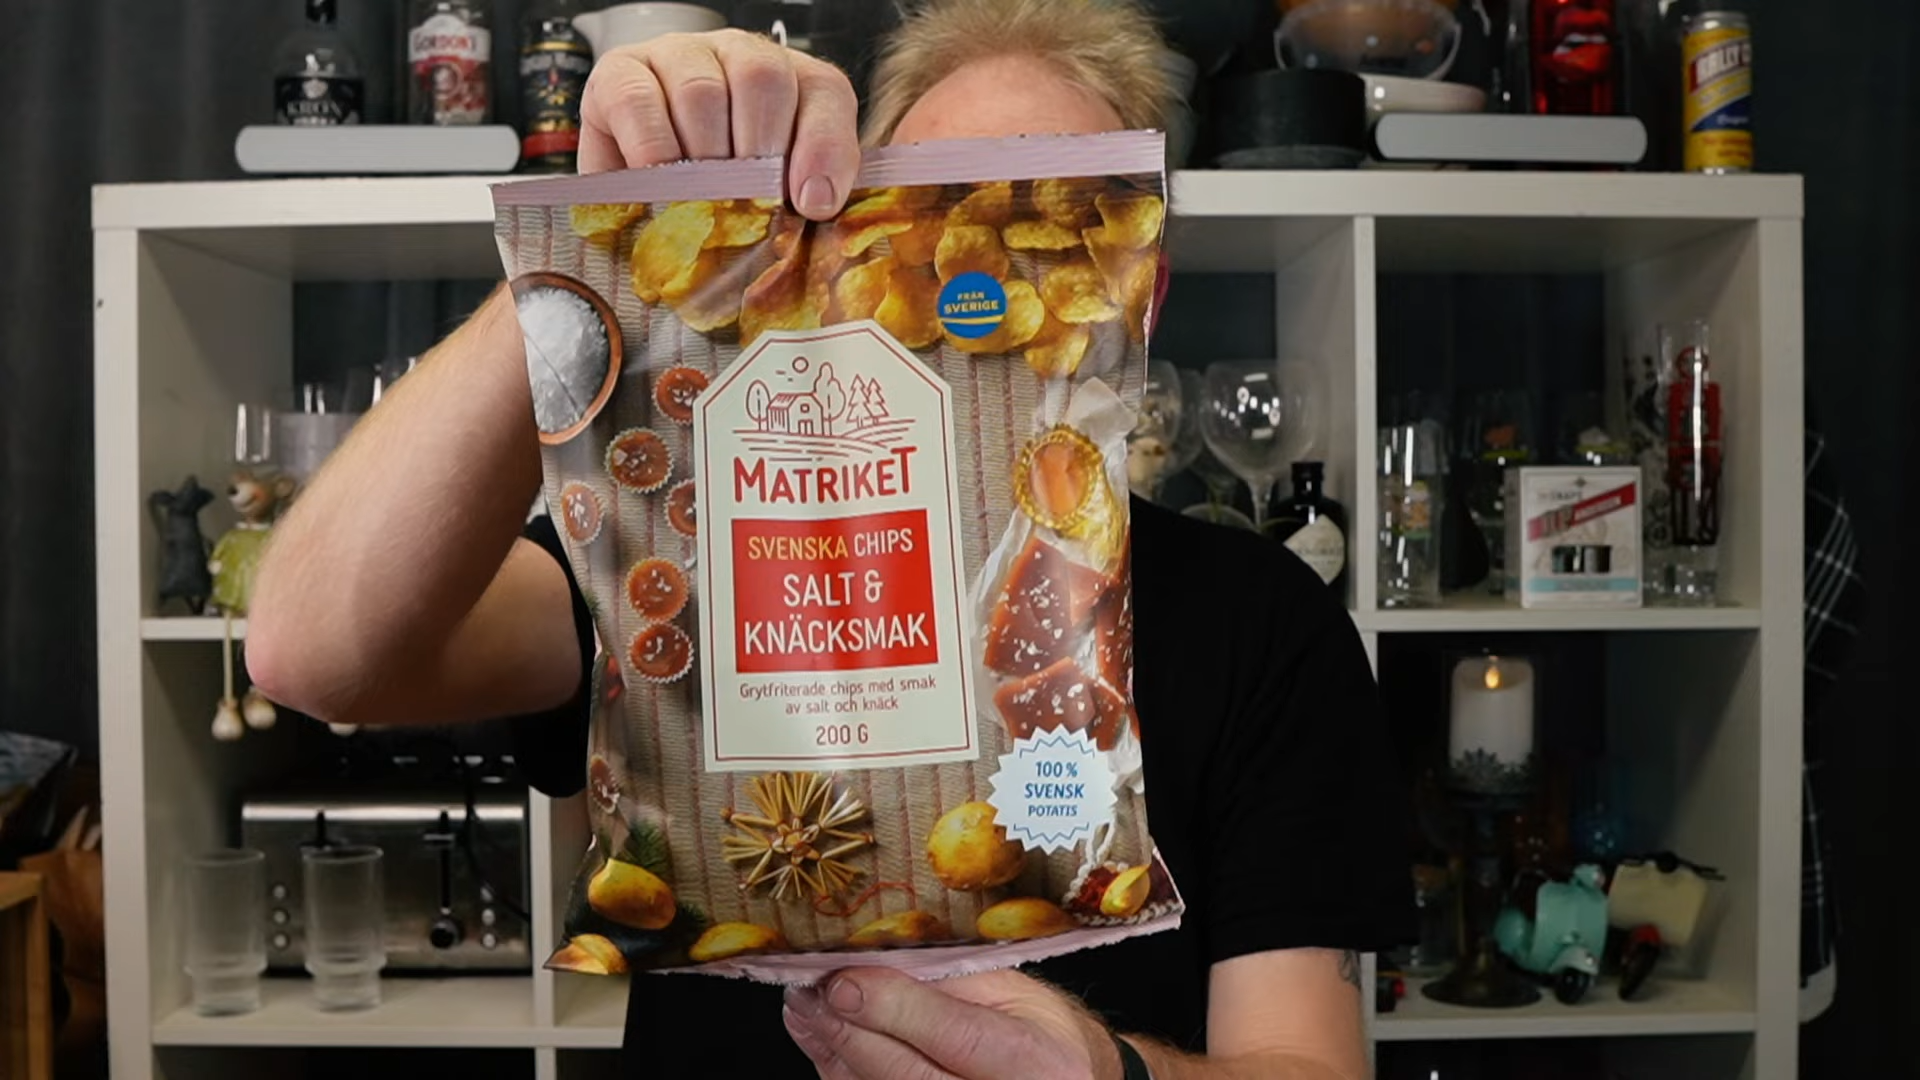 GORDON'S
FRÅN
SVERIGE
MATRIKET
SVENSKA CHIPS
SALT &
KNÄCKSMAK
Grytfriterade chips med smak
av salt och knäck
200 G
100%
SVENSK
POTATIS